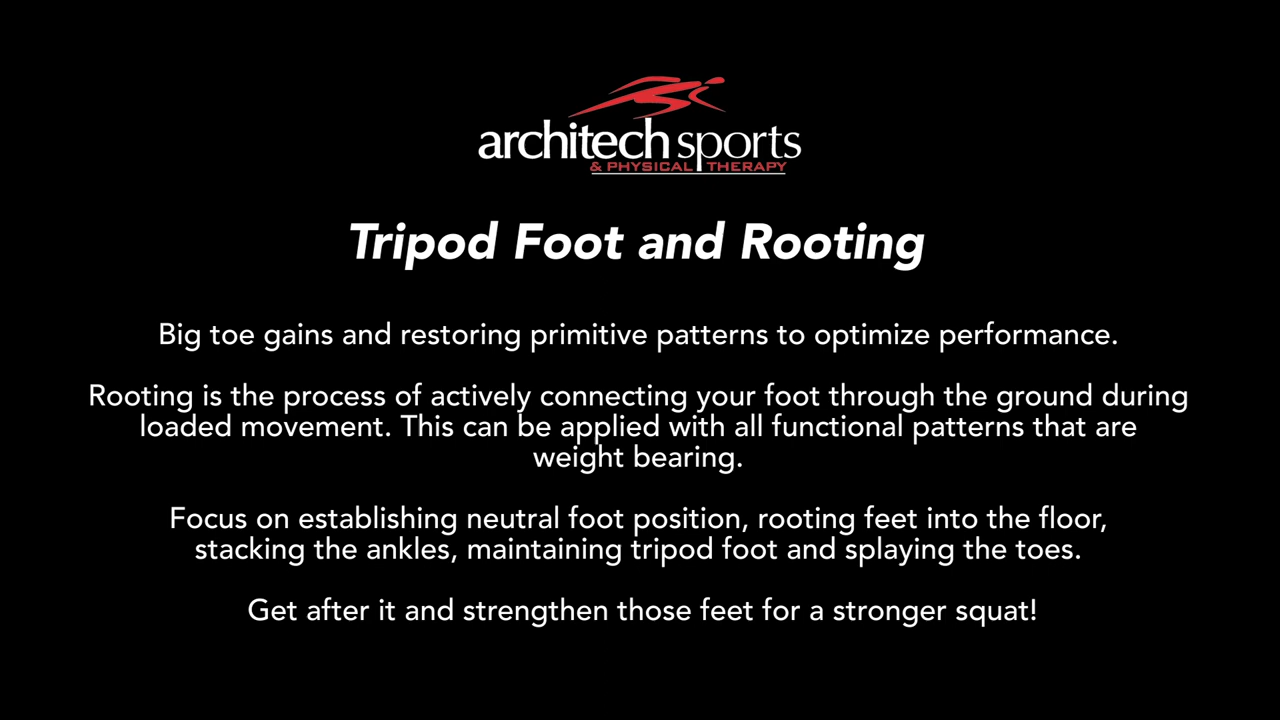 architech sports
& PHYSICAL THERAPY
Tripod Foot and Rooting
Big toe gains and restoring primitive patterns to optimize performance.
Rooting is the process of actively connecting your foot through the ground during
loaded movement. This can be applied with all functional patterns that are
weight bearing.
Focus on establishing neutral foot position, rooting feet into the floor,
stacking the ankles, maintaining tripod foot and splaying the toes.
Get after it and strengthen those feet for a stronger squat!